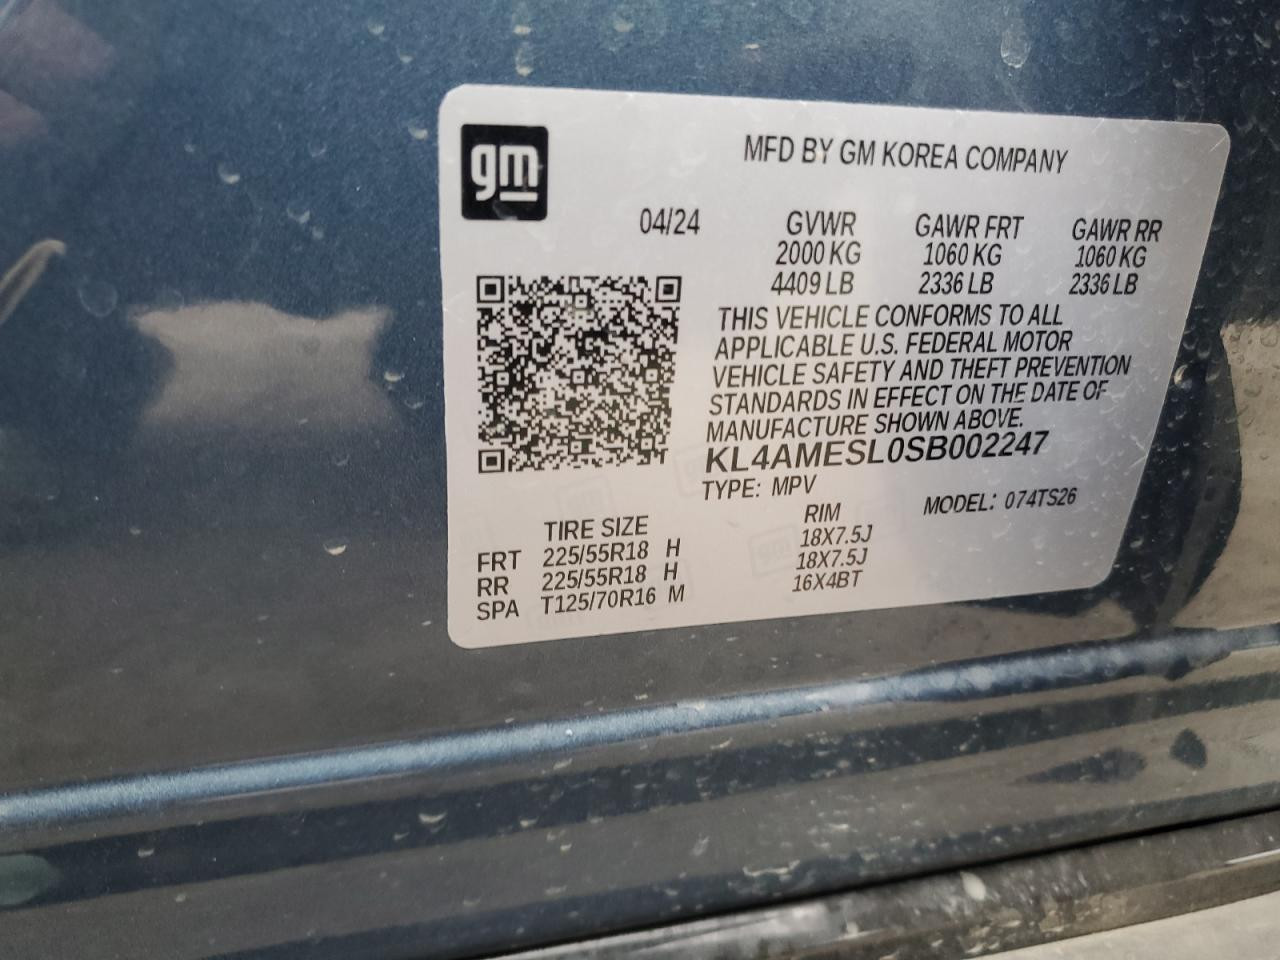 gm
MFD BY GM KOREA COMPANY
04/24 GVWR GAWR FRT GAWR RR
2000 KG 1060 KG 1060 KG
4409 LB 2336 LB 2336 LB
THIS VEHICLE CONFORMS TO ALL
APPLICABLE U.S. FEDERAL MOTOR
VEHICLE SAFETY AND THEFT PREVENTION
STANDARDS IN EFFECT ON THE DATE OF
MANUFACTURE SHOWN ABOVE.
KL4AMESL0SB002247
TYPE: MPV MODEL: 074TS26
TIRE SIZE RIM
FRT 225/55R18 H 18X7.5J
RR 225/55R18 H 18X7.5J
SPA T125/70R16 M 16X4BT